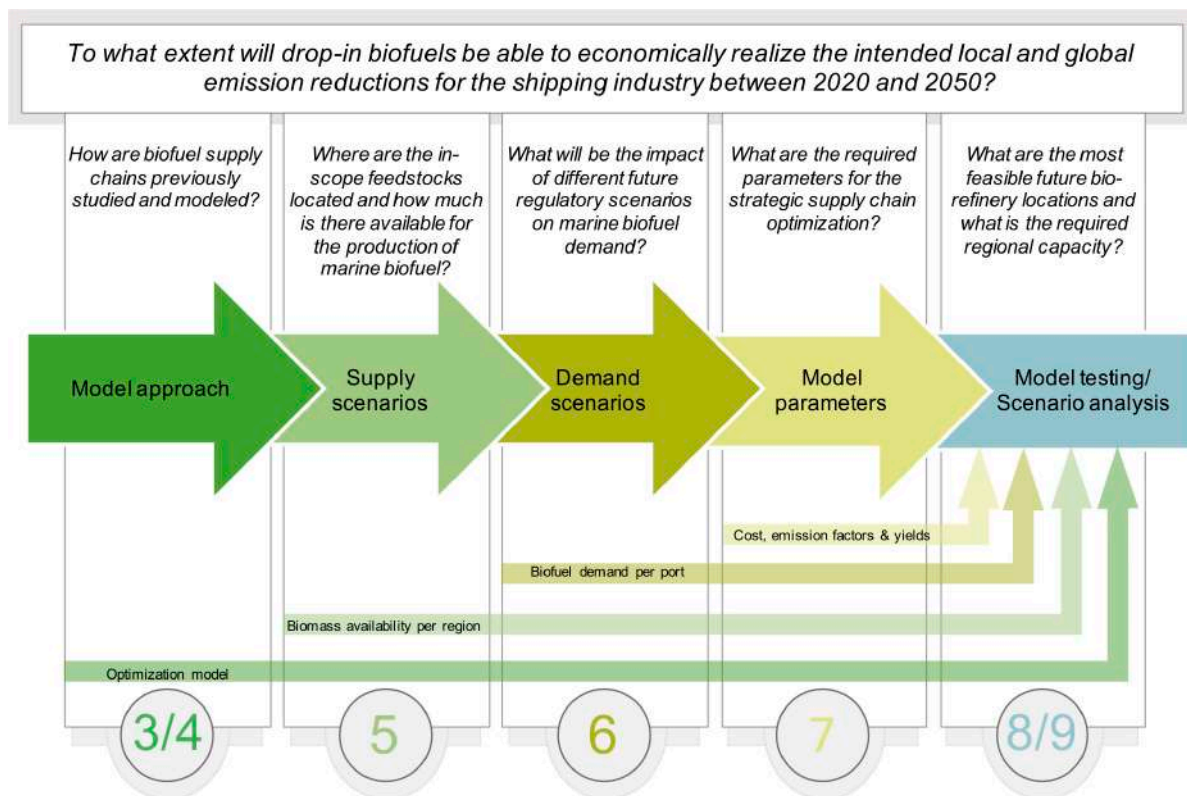 To what extent will drop-in biofuels be able to economically realize the intended local and global
emission reductions for the shipping industry between 2020 and 2050?
How are biofuel supply
chains previously
studied and modeled?
Where are the in-
scope feedstocks
located and how much
is there available for
the production of
marine biofuel?
What will be the impact
of different future
regulatory scenarios
on marine biofuel
demand?
What are the required
parameters for the
strategic supply chain
optimization?
What are the most
feasible future bio-
refinery locations and
what is the required
regional capacity?
Model approach
Supply
scenarios
Demand
scenarios
Model
parameters
Model testing/
Scenario analysis
Cost, emission factors & yields
Biofuel demand per port
Biomass availability per region
Optimization model
3/4
5
6
7
8/9